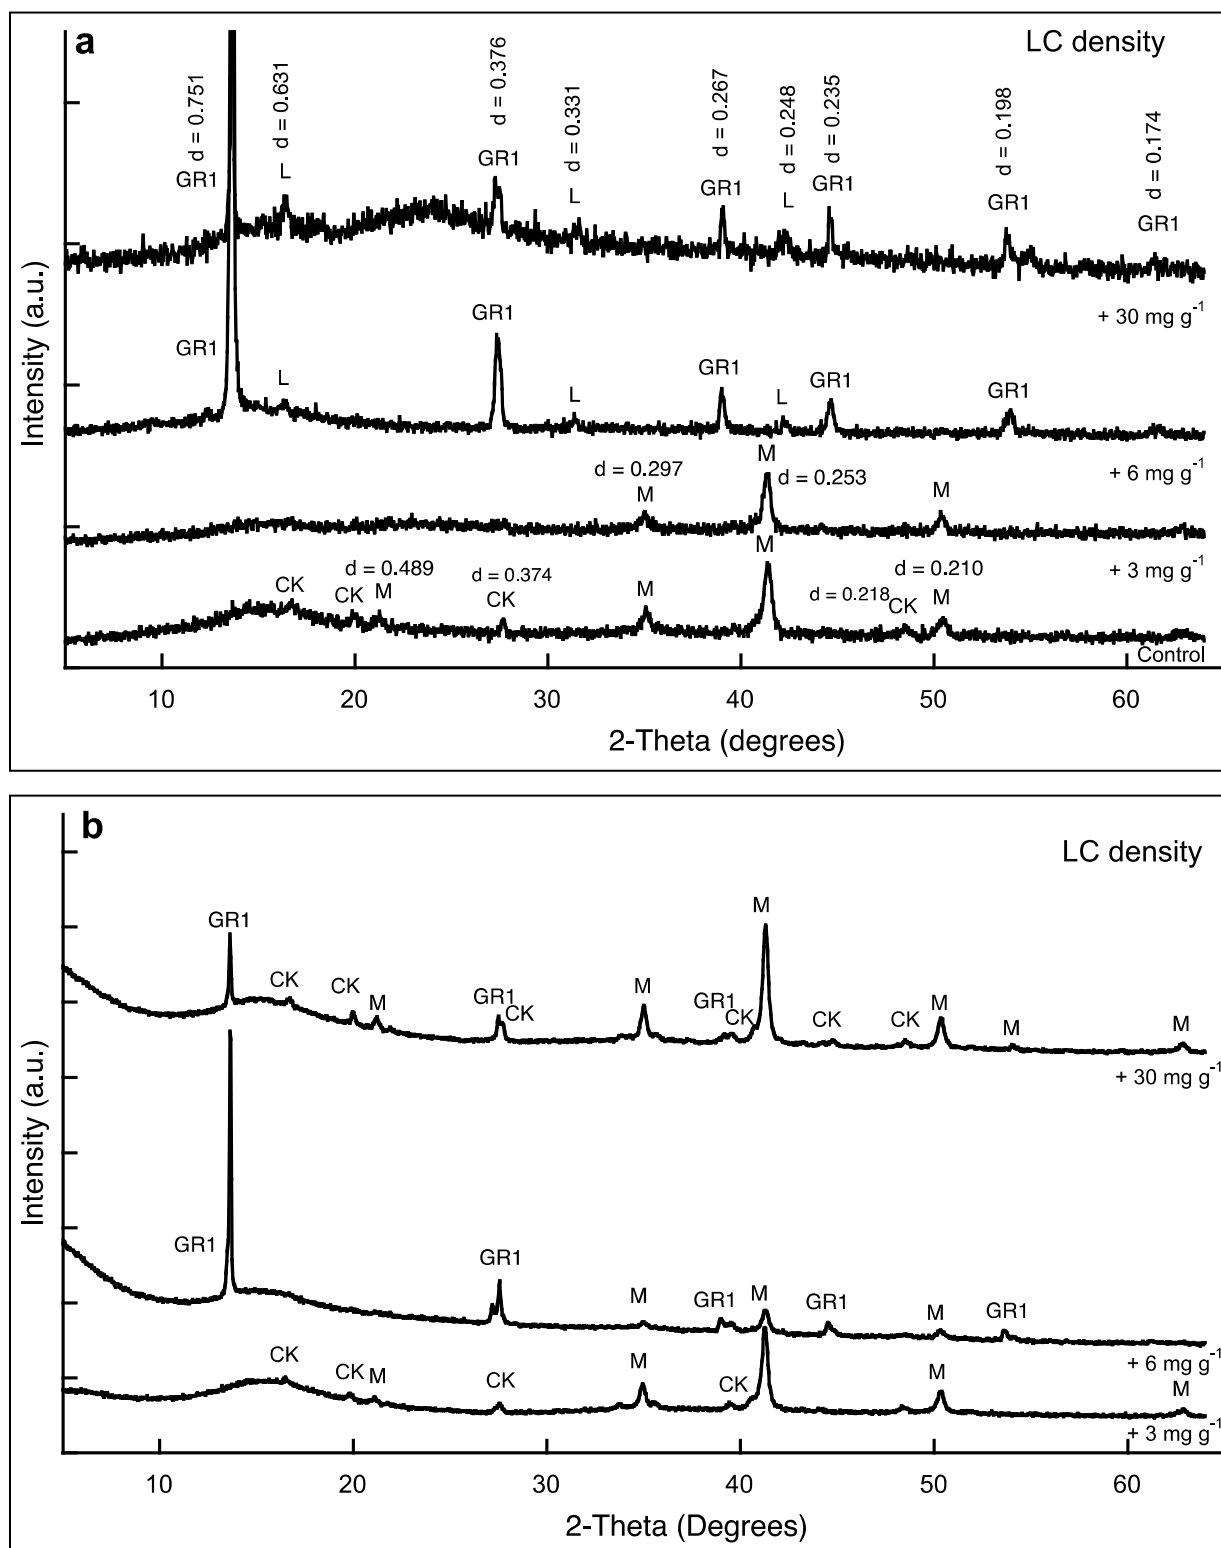 a
LC density
d = 0.751
d = 0.631
d = 0.376
d = 0.331
d = 0.267
d = 0.248
d = 0.235
d = 0.198
d = 0.174
GR1
L
GR1
L
GR1
L
GR1
GR1
GR1
+ 30 mg g-1
GR1
L
GR1
L
GR1
L
GR1
GR1
+ 6 mg g-1
d = 0.297
M
M
d = 0.253
M
+ 3 mg g-1
CK
CK
d = 0.489
M
d = 0.374
CK
M
d = 0.218
CK
d = 0.210
M
Control
Intensity (a.u.)
10 20 30 40 50 60
2-Theta (degrees)
b
LC density
GR1
CK
CK
M
GR1
CK
M
GR1
CK
M
CK
CK
M
M
M
+ 30 mg g-1
GR1
GR1
M
GR1
M
GR1
M
GR1
+ 6 mg g-1
CK
CK
M
CK
M
CK
M
M
+ 3 mg g-1
Intensity (a.u.)
10 20 30 40 50 60
2-Theta (Degrees)